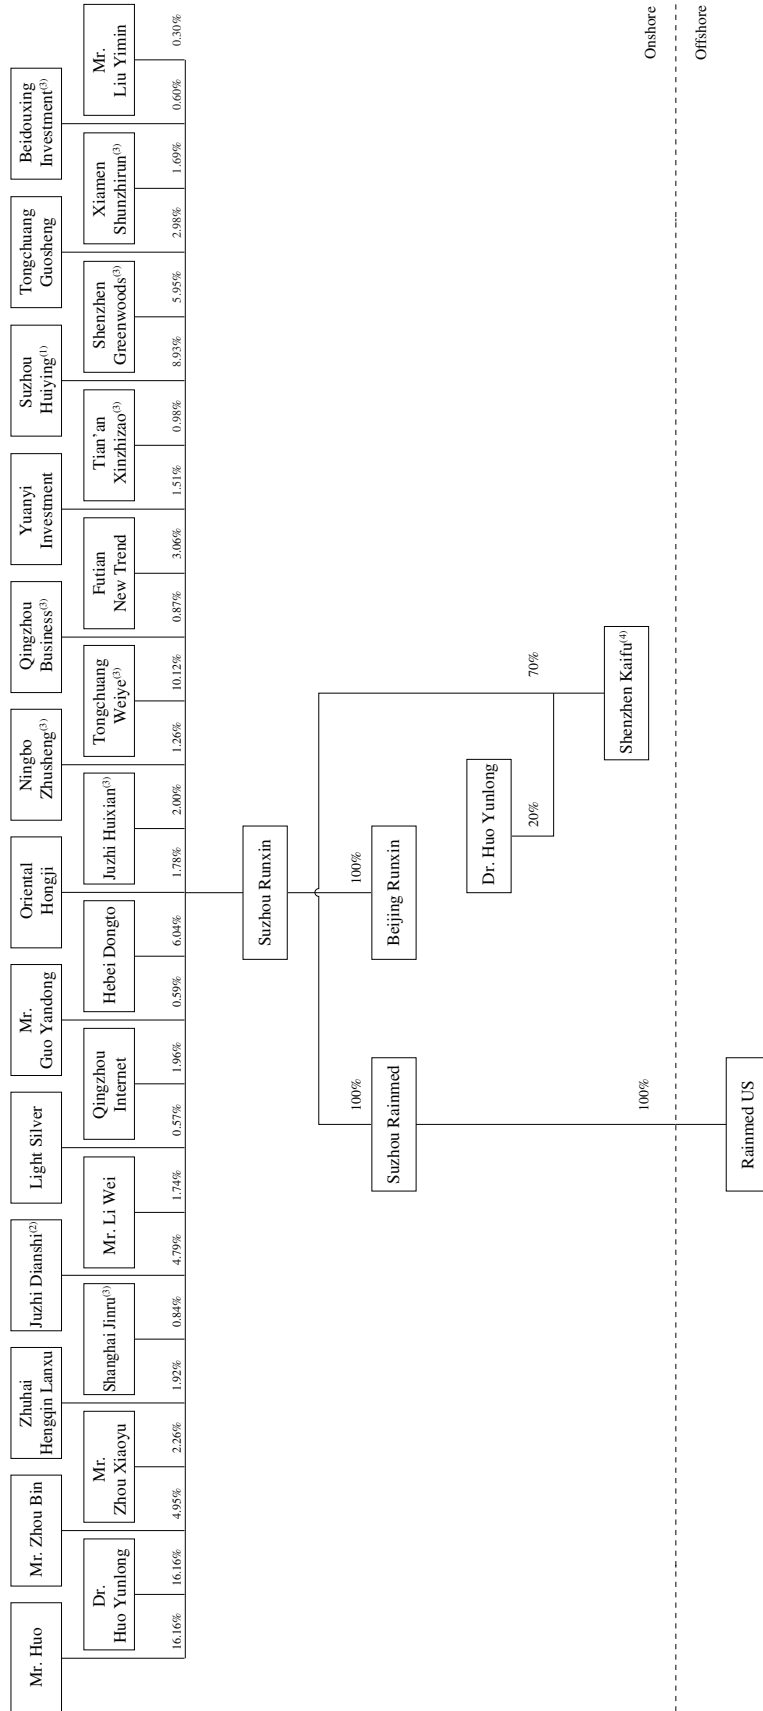 Mr. Huo
Mr. Zhou Bin
Zhuhai
Hengqin Lanxu
Juzhi Dianshi(2)
Light Silver
Mr.
Guo Yandong
Oriental
Hongji
Ningbo
Zhusheng(3)
Qingzhou
Business(3)
Yuanyi
Investment
Suzhou
Huiying(1)
Tongchuang
Guosheng
Beidouxing
Investment(3)
Dr.
Huo Yunlong
Mr.
Zhou Xiaoyu
Shanghai Jinru(3)
Mr. Li Wei
Qingzhou
Internet
Hebei Dongto
Juzhi Huixian(3)
Tongchuang
Weiye(3)
Futian
New Trend
Tian’an
Xinzhizao(3)
Shenzhen
Greenwoods(3)
Xiamen
Shunzhirun(3)
Mr.
Liu Yimin
16.16%
16.16%
4.95%
2.26%
1.92%
0.84%
4.79%
1.74%
0.57%
1.96%
0.59%
6.04%
1.78%
2.00%
1.26%
10.12%
0.87%
3.06%
1.51%
0.98%
8.93%
5.95%
2.98%
1.69%
0.60%
0.30%
Suzhou Runxin
100%
100%
Suzhou Rainmed
Beijing Runxin
Dr. Huo Yunlong
20%
70%
Shenzhen Kaifu(4)
100%
Onshore
Offshore
Rainmed US